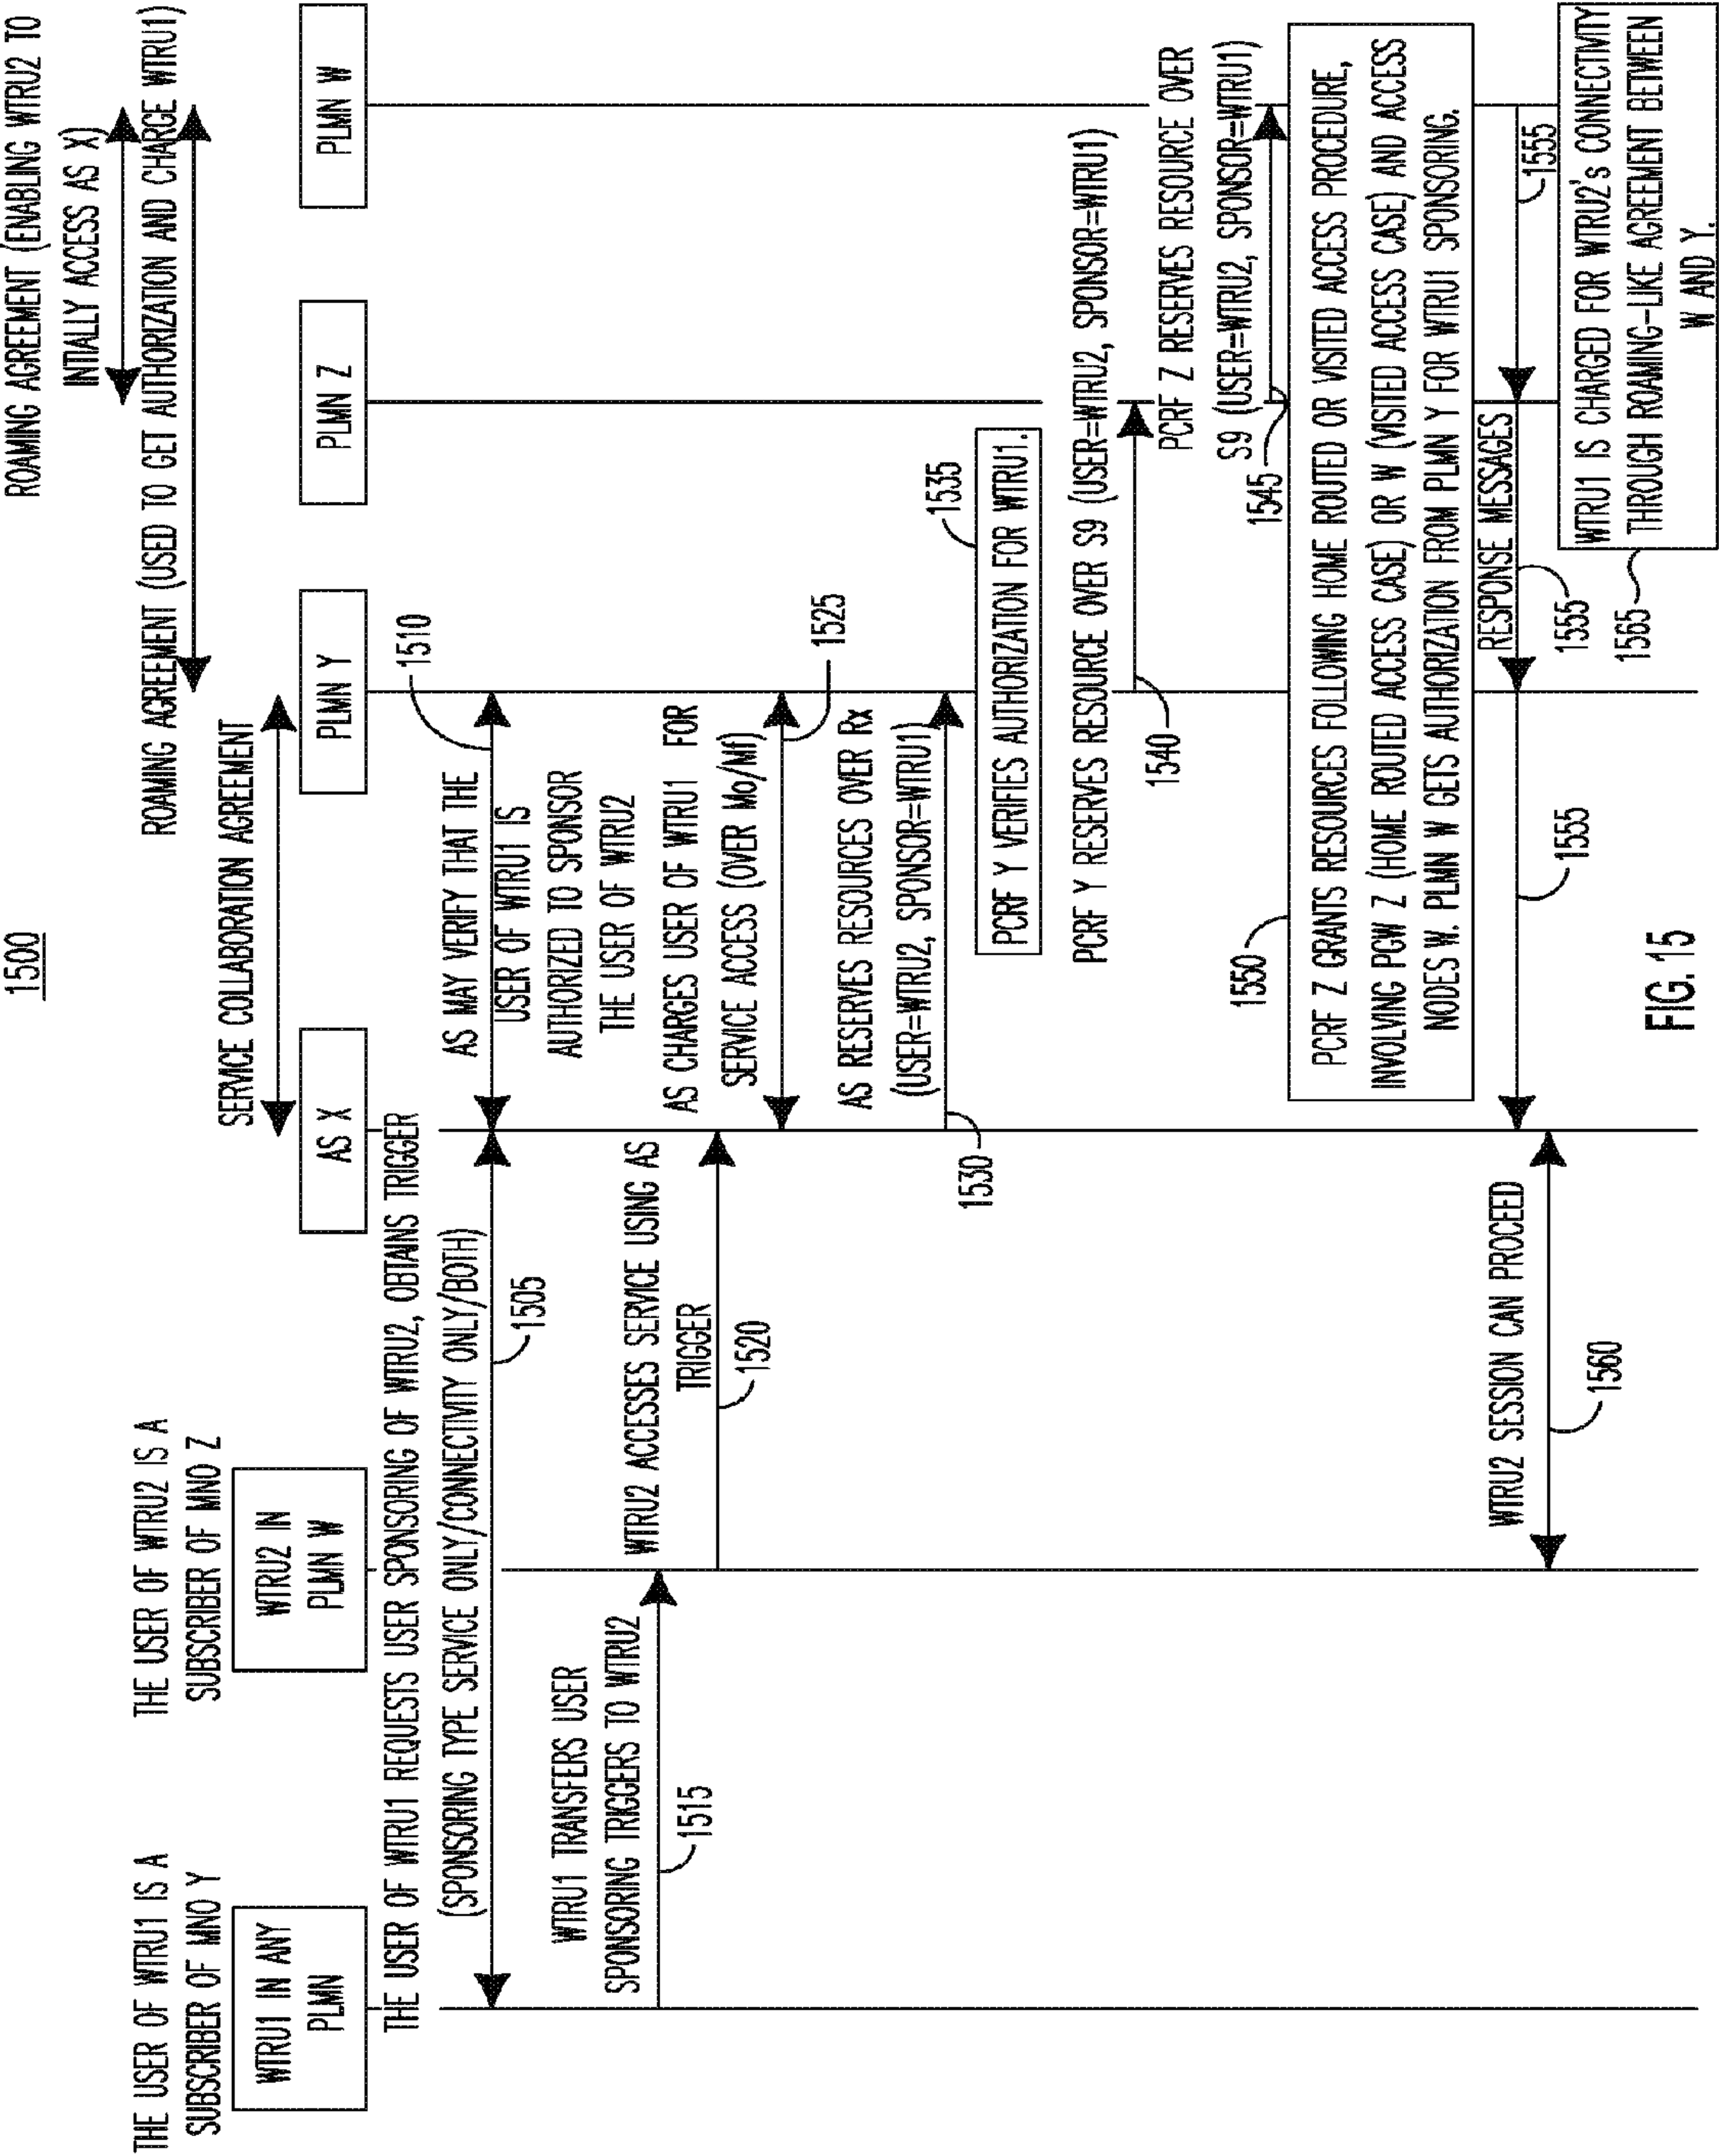 1500
ROAMING AGREEMENT (ENABLING WTRU2 TO
INTIALLY ACCESS AS X)
ROAMING AGREEMENT (USED TO GET AUTHORIZATION AND CHARGE WTRU1)
SERVICE COLLABORATION AGREEMENT
THE USER OF WTRU1 IS A
SUBSCRIBER OF MNO Y
THE USER OF WTRU2 IS A
SUBSCRIBER OF MNO Z
WTRU1 IN ANY
PLMN
WTRU2 IN
PLMN W
AS X
PLMN Y
PLMN Z
PLMN W
THE USER OF WTRU1 REQUESTS USER SPONSORING OF WTRU2, OBTAINS TRIGGER
(SPONSORING TYPE SERVICE ONLY/CONNECTIVITY ONLY/BOTH)
1505
AS MAY VERIFY THAT THE
USER OF WTRU1 IS
AUTHORIZED TO SPONSOR
THE USER OF WTRU2
1510
WTRU1 TRANSFERS USER
SPONSORING TRIGGERS TO WTRU2
1515
WTRU2 ACCESSES SERVICE USING AS
TRIGGER
1520
AS CHARGES USER OF WTRU1 FOR
SERVICE ACCESS (OVER Mo/Mf)
1525
AS RESERVES RESOURCES OVER Rx
(USER=WTRU2, SPONSOR=WTRU1)
1530
PCRF Y VERIFIES AUTHORIZATION FOR WTRU1.
1535
PCRF Y RESERVES RESOURCE OVER S9 (USER=WTRU2, SPONSOR=WTRU1)
1540
PCRF Z RESERVES RESOURCE OVER
S9 (USER=WTRU2, SPONSOR=WTRU1)
1545
1550
PCRF Z GRANTS RESOURCES FOLLOWING HOME ROUTED OR VISITED ACCESS PROCEDURE,
INVOLVING PGW Z (HOME ROUTED ACCESS CASE) OR W (VISITED ACCESS CASE) AND ACCESS
NODES W. PLMN W GETS AUTHORIZATION FROM PLMN Y FOR WTRU1 SPONSORING.
RESPONSE MESSAGES
1555
1555
1555
WTRU2 SESSION CAN PROCEED
1560
WTRU1 IS CHARGED FOR WTRU2's CONNECTIVITY
THROUGH ROAMING-LIKE AGREEMENT BETWEEN
W AND Y.
1565
FIG. 15